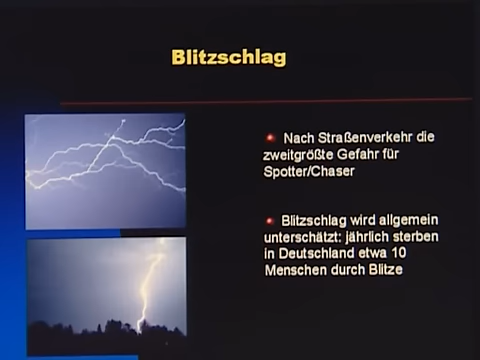 Blitzschlag
Nach Straßenverkehr die
zweitgrößte Gefahr für
Spotter/Chaser
Blitzschlag wird allgemein
unterschätzt: jährlich sterben
in Deutschland etwa 10
Menschen durch Blitze